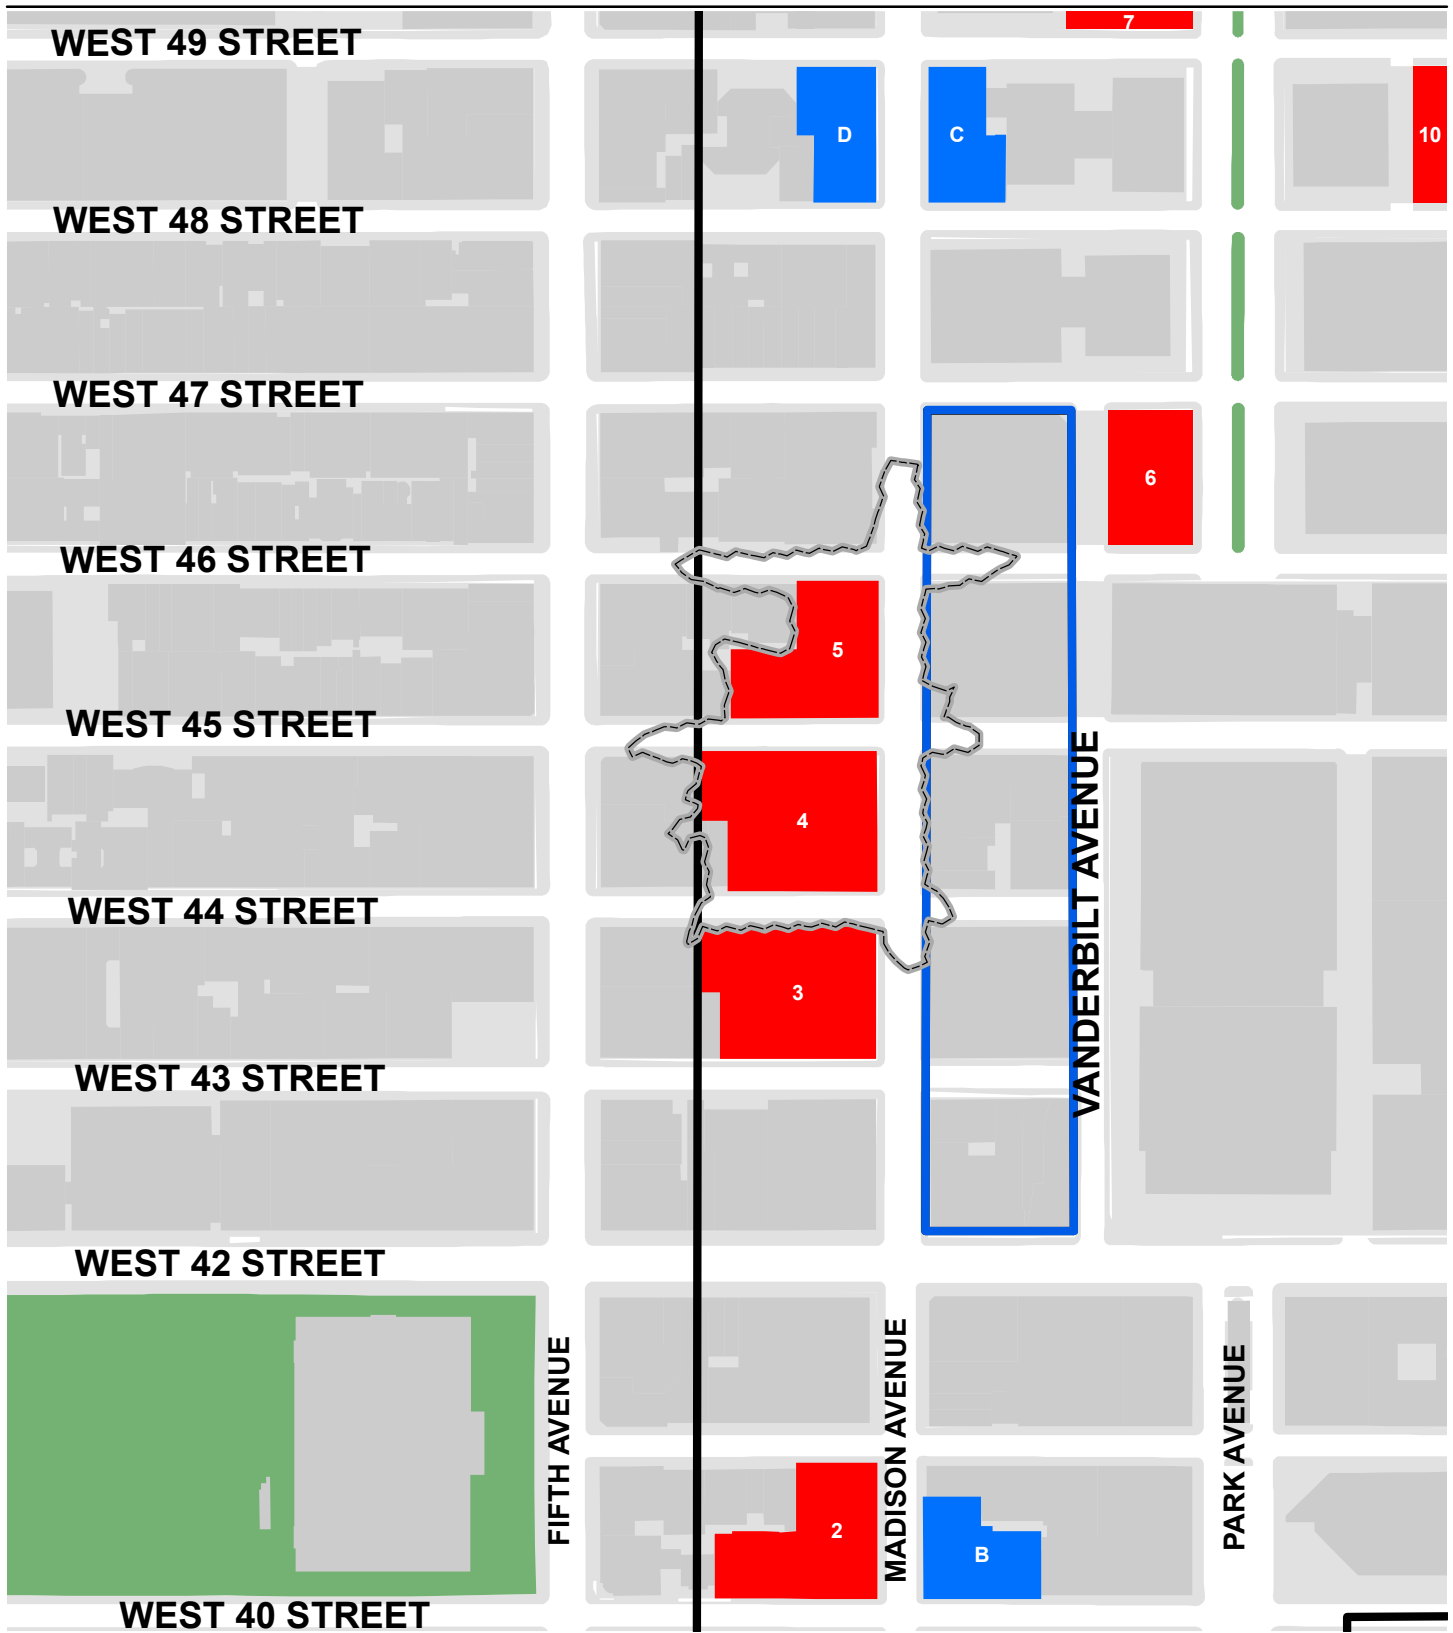 7
WEST 49 STREET
D
C
10
WEST 48 STREET
WEST 47 STREET
6
WEST 46 STREET
5
WEST 45 STREET
VANDERBILT AVENUE
4
WEST 44 STREET
3
WEST 43 STREET
WEST 42 STREET
FIFTH AVENUE
MADISON AVENUE
PARK AVENUE
2
B
WEST 40 STREET